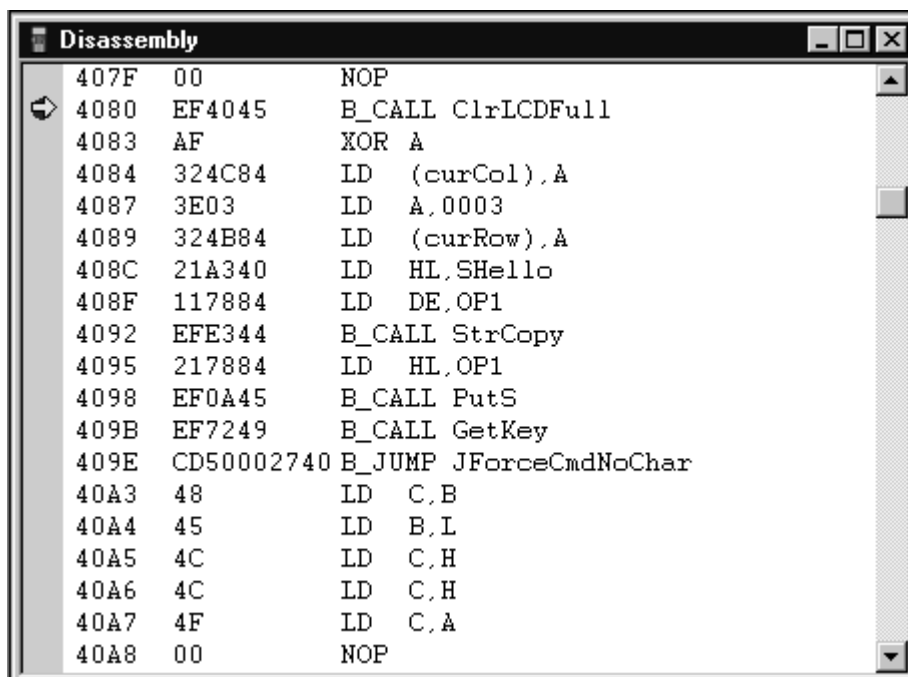 Disassembly
407F 00 NOP
4080 EF4045 B_CALL ClrLCDFull
4083 AF XOR A
4084 324C84 LD (curCol),A
4087 3E03 LD A,0003
4089 324B84 LD (curRow),A
408C 21A340 LD HL,SHello
408F 117884 LD DE,OP1
4092 EFE344 B_CALL StrCopy
4095 217884 LD HL,OP1
4098 EF0A45 B_CALL PutS
409B EF7249 B_CALL GetKey
409E CD50002740 B_JUMP JForceCmdNoChar
40A3 48 LD C,B
40A4 45 LD B,L
40A5 4C LD C,H
40A6 4C LD C,H
40A7 4F LD C,A
40A8 00 NOP